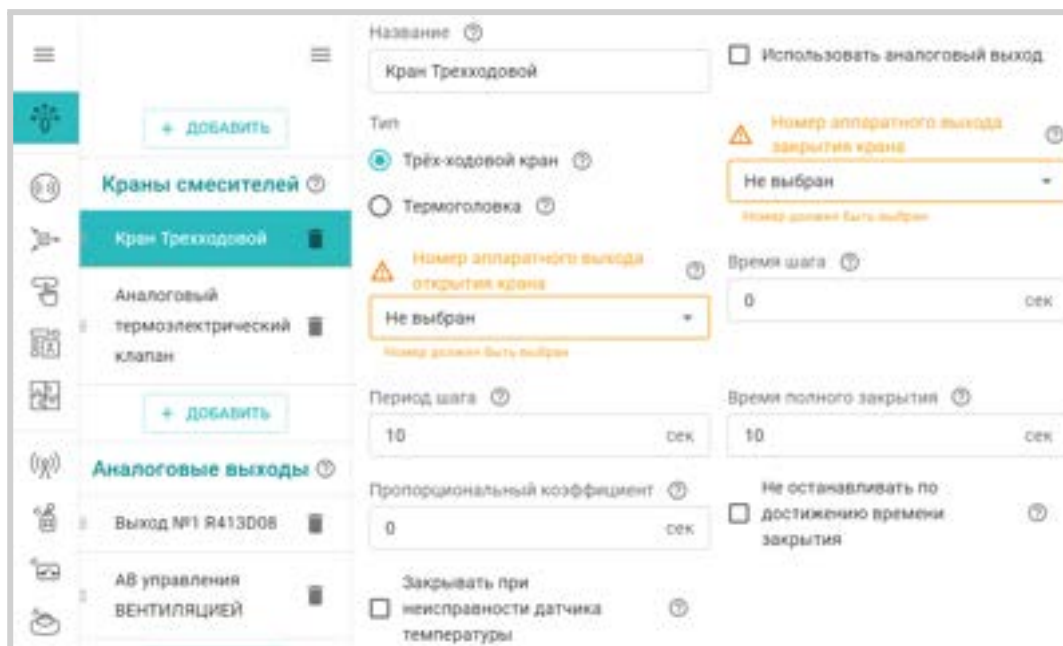 + ДОБАВИТЬ
Краны смесителей
Кран Трехходовой
Аналоговый
термоэлектрический
клапан
+ ДОБАВИТЬ
Аналоговые выходы
Выход №1 R413D08
АВ управления
ВЕНТИЛЯЦИЕЙ
Название
Кран Трехходовой
Использовать аналоговый выход
Тип
Трёх-ходовой кран
Термоголовка
Номер аппаратного выхода
закрытия крана
Не выбран
Номер должен быть выбран
Номер аппаратного выхода
открытия крана
Не выбран
Номер должен быть выбран
Время шага
0 сек
Период шага
10 сек
Время полного закрытия
10 сек
Пропорциональный коэффициент
0 сек
Не останавливать по
достижению времени
закрытия
Закрывать при
неисправности датчика
температуры